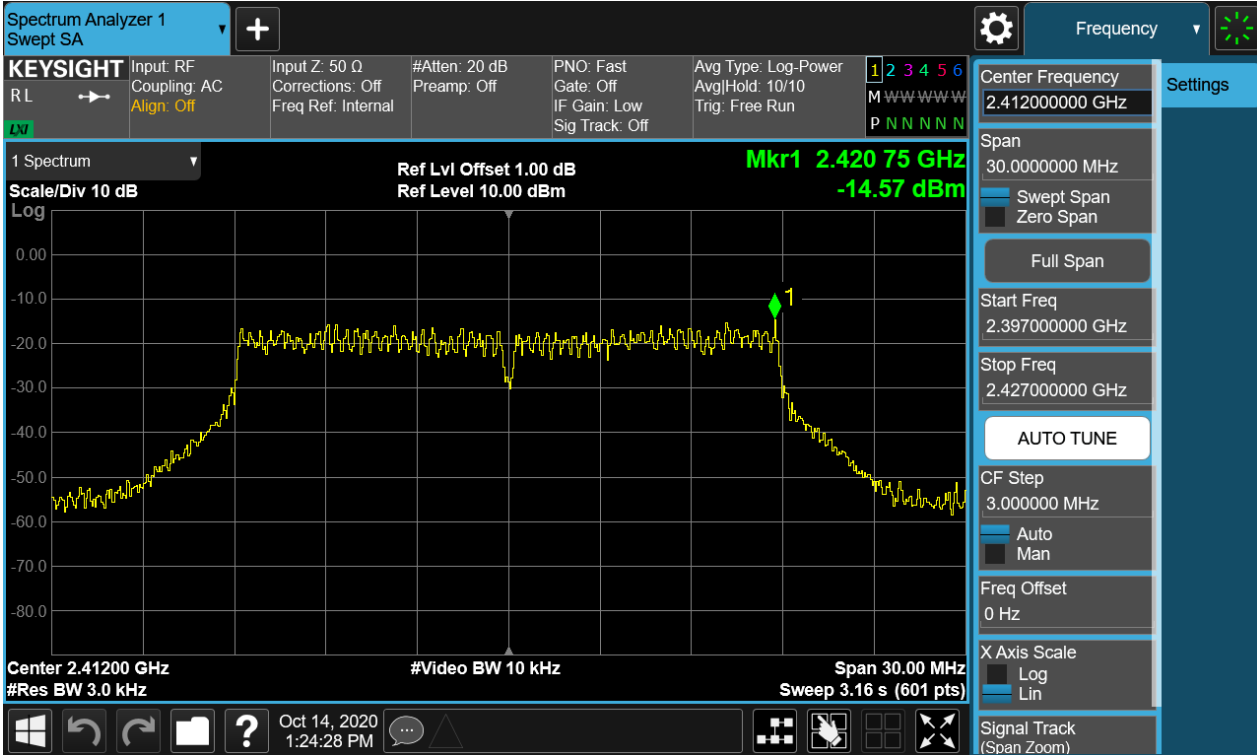 Spectrum Analyzer 1
Swept SA
+
Frequency
KEYSIGHT
R L
LXI
Input: RF
Coupling: AC
Align: Off
Input Z: 50 Ω
Corrections: Off
Freq Ref: Internal
#Atten: 20 dB
Preamp: Off
PNO: Fast
Gate: Off
IF Gain: Low
Sig Track: Off
Avg Type: Log-Power
Avg|Hold: 10/10
Trig: Free Run
1 2 3 4 5 6
M W W W W W
P N N N N N
1 Spectrum
Scale/Div 10 dB
Log
Ref Lvl Offset 1.00 dB
Ref Level 10.00 dBm
Mkr1 2.420 75 GHz
-14.57 dBm
0.00
-10.0
1
-20.0
-30.0
-40.0
-50.0
-60.0
-70.0
-80.0
Center 2.41200 GHz
#Video BW 10 kHz
Span 30.00 MHz
#Res BW 3.0 kHz
Sweep 3.16 s (601 pts)
?
Oct 14, 2020
1:24:28 PM
Center Frequency
2.412000000 GHz
Span
30.0000000 MHz
Swept Span
Zero Span
Full Span
Start Freq
2.397000000 GHz
Stop Freq
2.427000000 GHz
AUTO TUNE
CF Step
3.000000 MHz
Auto
Man
Freq Offset
0 Hz
X Axis Scale
Log
Lin
Signal Track
(Span Zoom)
Settings